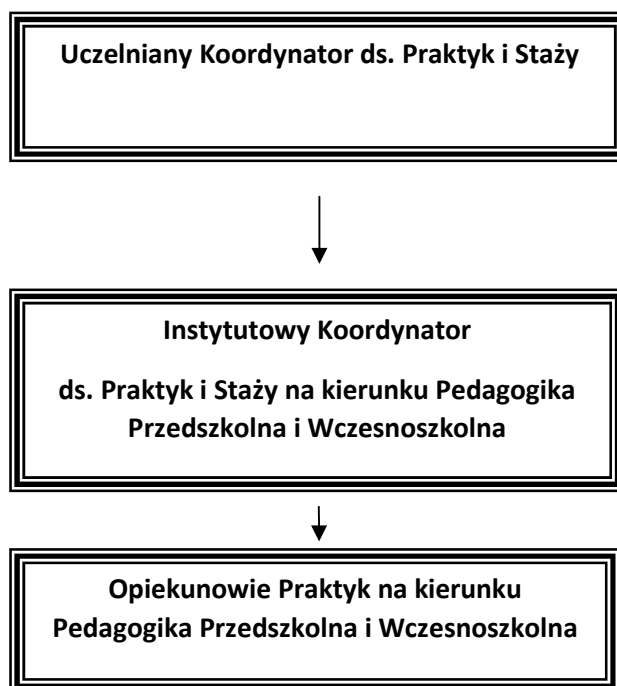 Uczelniany Koordynator ds. Praktyk i Staży
Instytutowy Koordynator
ds. Praktyk i Staży na kierunku Pedagogika
Przedszkolna i Wczesnoszkolna
Opiekunowie Praktyk na kierunku
Pedagogika Przedszkolna i Wczesnoszkolna